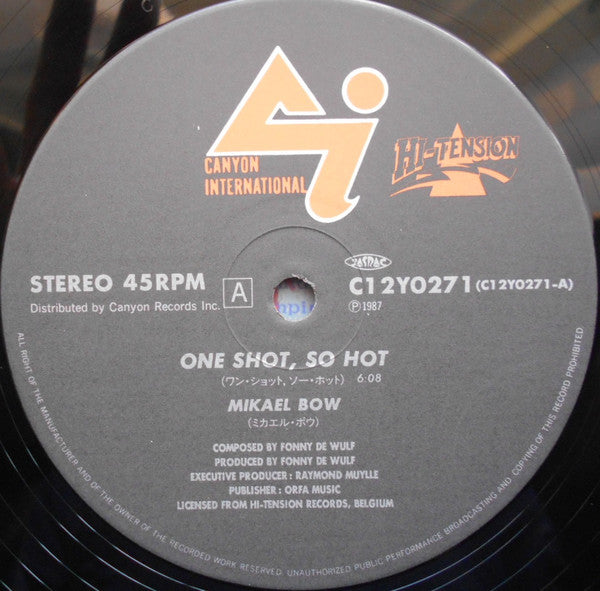 CANYON
INTERNATIONAL
HI-TENSION
STEREO 45RPM
A
Distributed by Canyon Records Inc.
JASRAC
C12Y0271 (C12Y0271-A)
Ⓟ1987
ONE SHOT, SO HOT
(ワン・ショット, ソー・ホット) 6:08
MIKAEL BOW
(ミカエル・ボウ)
COMPOSED BY FONNY DE WULF
PRODUCED BY FONNY DE WULF
EXECUTIVE PRODUCER : RAYMOND MUYLLE
PUBLISHER : ORFA MUSIC
LICENSED FROM HI-TENSION RECORDS, BELGIUM
ALL RIGHT OF THE MANUFACTURER AND OF THE OWNER OF THE RECORDED WORK RESERVED. UNAUTHORIZED PUBLIC PERFORMANCE BROADCASTING AND COPYING OF THIS RECORD PROHIBITED.